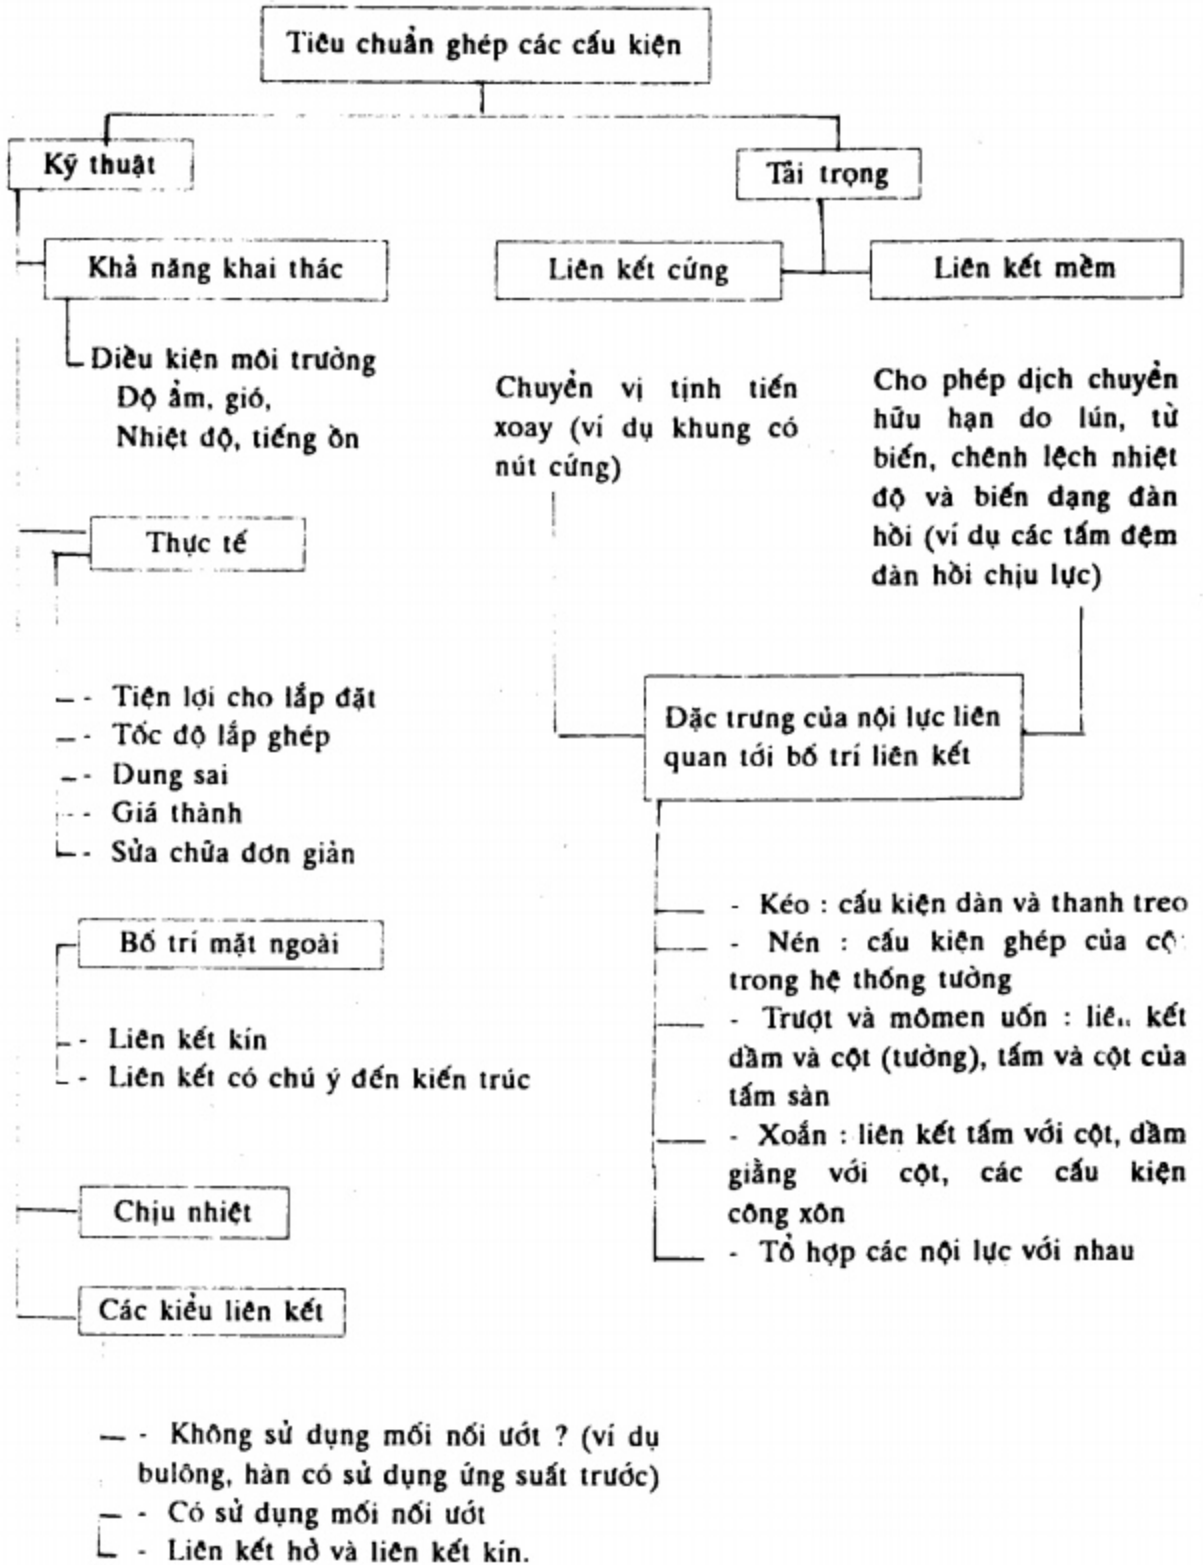 Tiêu chuẩn ghép các cấu kiện
Kỹ thuật
Khả năng khai thác
Điều kiện môi trường
Độ ẩm, gió,
Nhiệt độ, tiếng ồn
Thực tế
- Tiện lợi cho lắp đặt
- Tốc độ lắp ghép
- Dung sai
- Giá thành
- Sửa chữa đơn giản
Bố trí mặt ngoài
- Liên kết kín
- Liên kết có chú ý đến kiến trúc
Chịu nhiệt
Các kiểu liên kết
- Không sử dụng mối nối ướt ? (ví dụ
bulông, hàn có sử dụng ứng suất trước)
- Có sử dụng mối nối ướt
- Liên kết hở và liên kết kín.
Tải trọng
Liên kết cứng
Chuyển vị tịnh tiến
xoay (ví dụ khung có
nút cứng)
Liên kết mềm
Cho phép dịch chuyển
hữu hạn do lún, từ
biến, chênh lệch nhiệt
độ và biến dạng đàn
hồi (ví dụ các tấm đệm
đàn hồi chịu lực)
Đặc trưng của nội lực liên
quan tới bố trí liên kết
- Kéo : cấu kiện dàn và thanh treo
- Nén : cấu kiện ghép của
trong hệ thống tường
- Trượt và mômen uốn : kết
dầm và cột (tường), tấm và cột của
tấm sàn
- Xoắn : liên kết tấm với cột, dầm
giằng với cột, các cấu kiện
công xôn
- Tổ hợp các nội lực với nhau